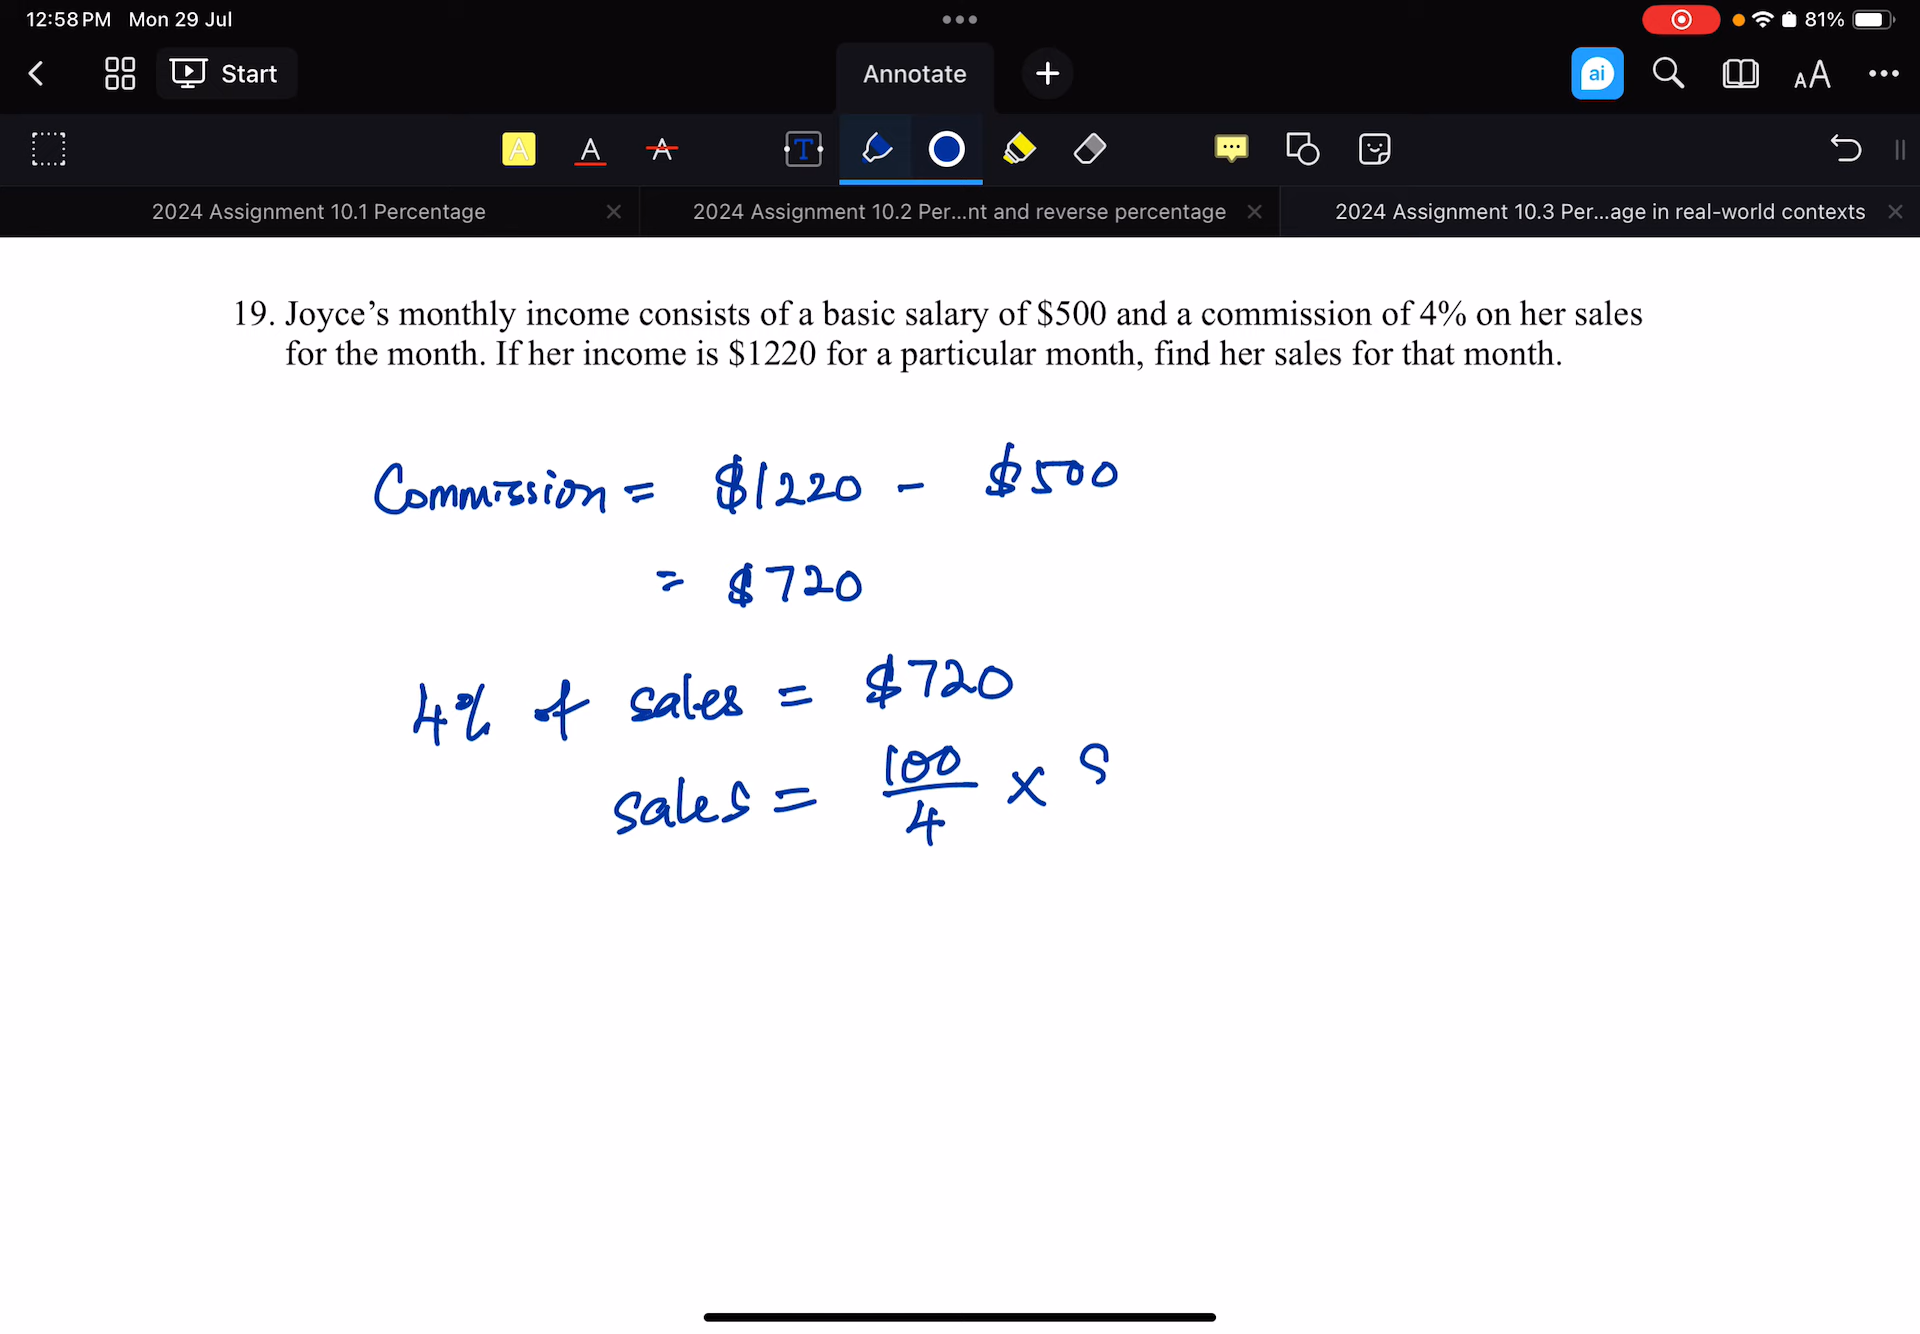 12:58 PM Mon 29 Jul
81%
Start
Annotate
ai
AA
A A A T
2024 Assignment 10.1 Percentage
2024 Assignment 10.2 Per...nt and reverse percentage
2024 Assignment 10.3 Per...age in real-world contexts
19. Joyce’s monthly income consists of a basic salary of $500 and a commission of 4% on her sales
for the month. If her income is $1220 for a particular month, find her sales for that month.
Commission = $1220 - $500
= $720
4% of sales = $720
sales = 100/4 × S